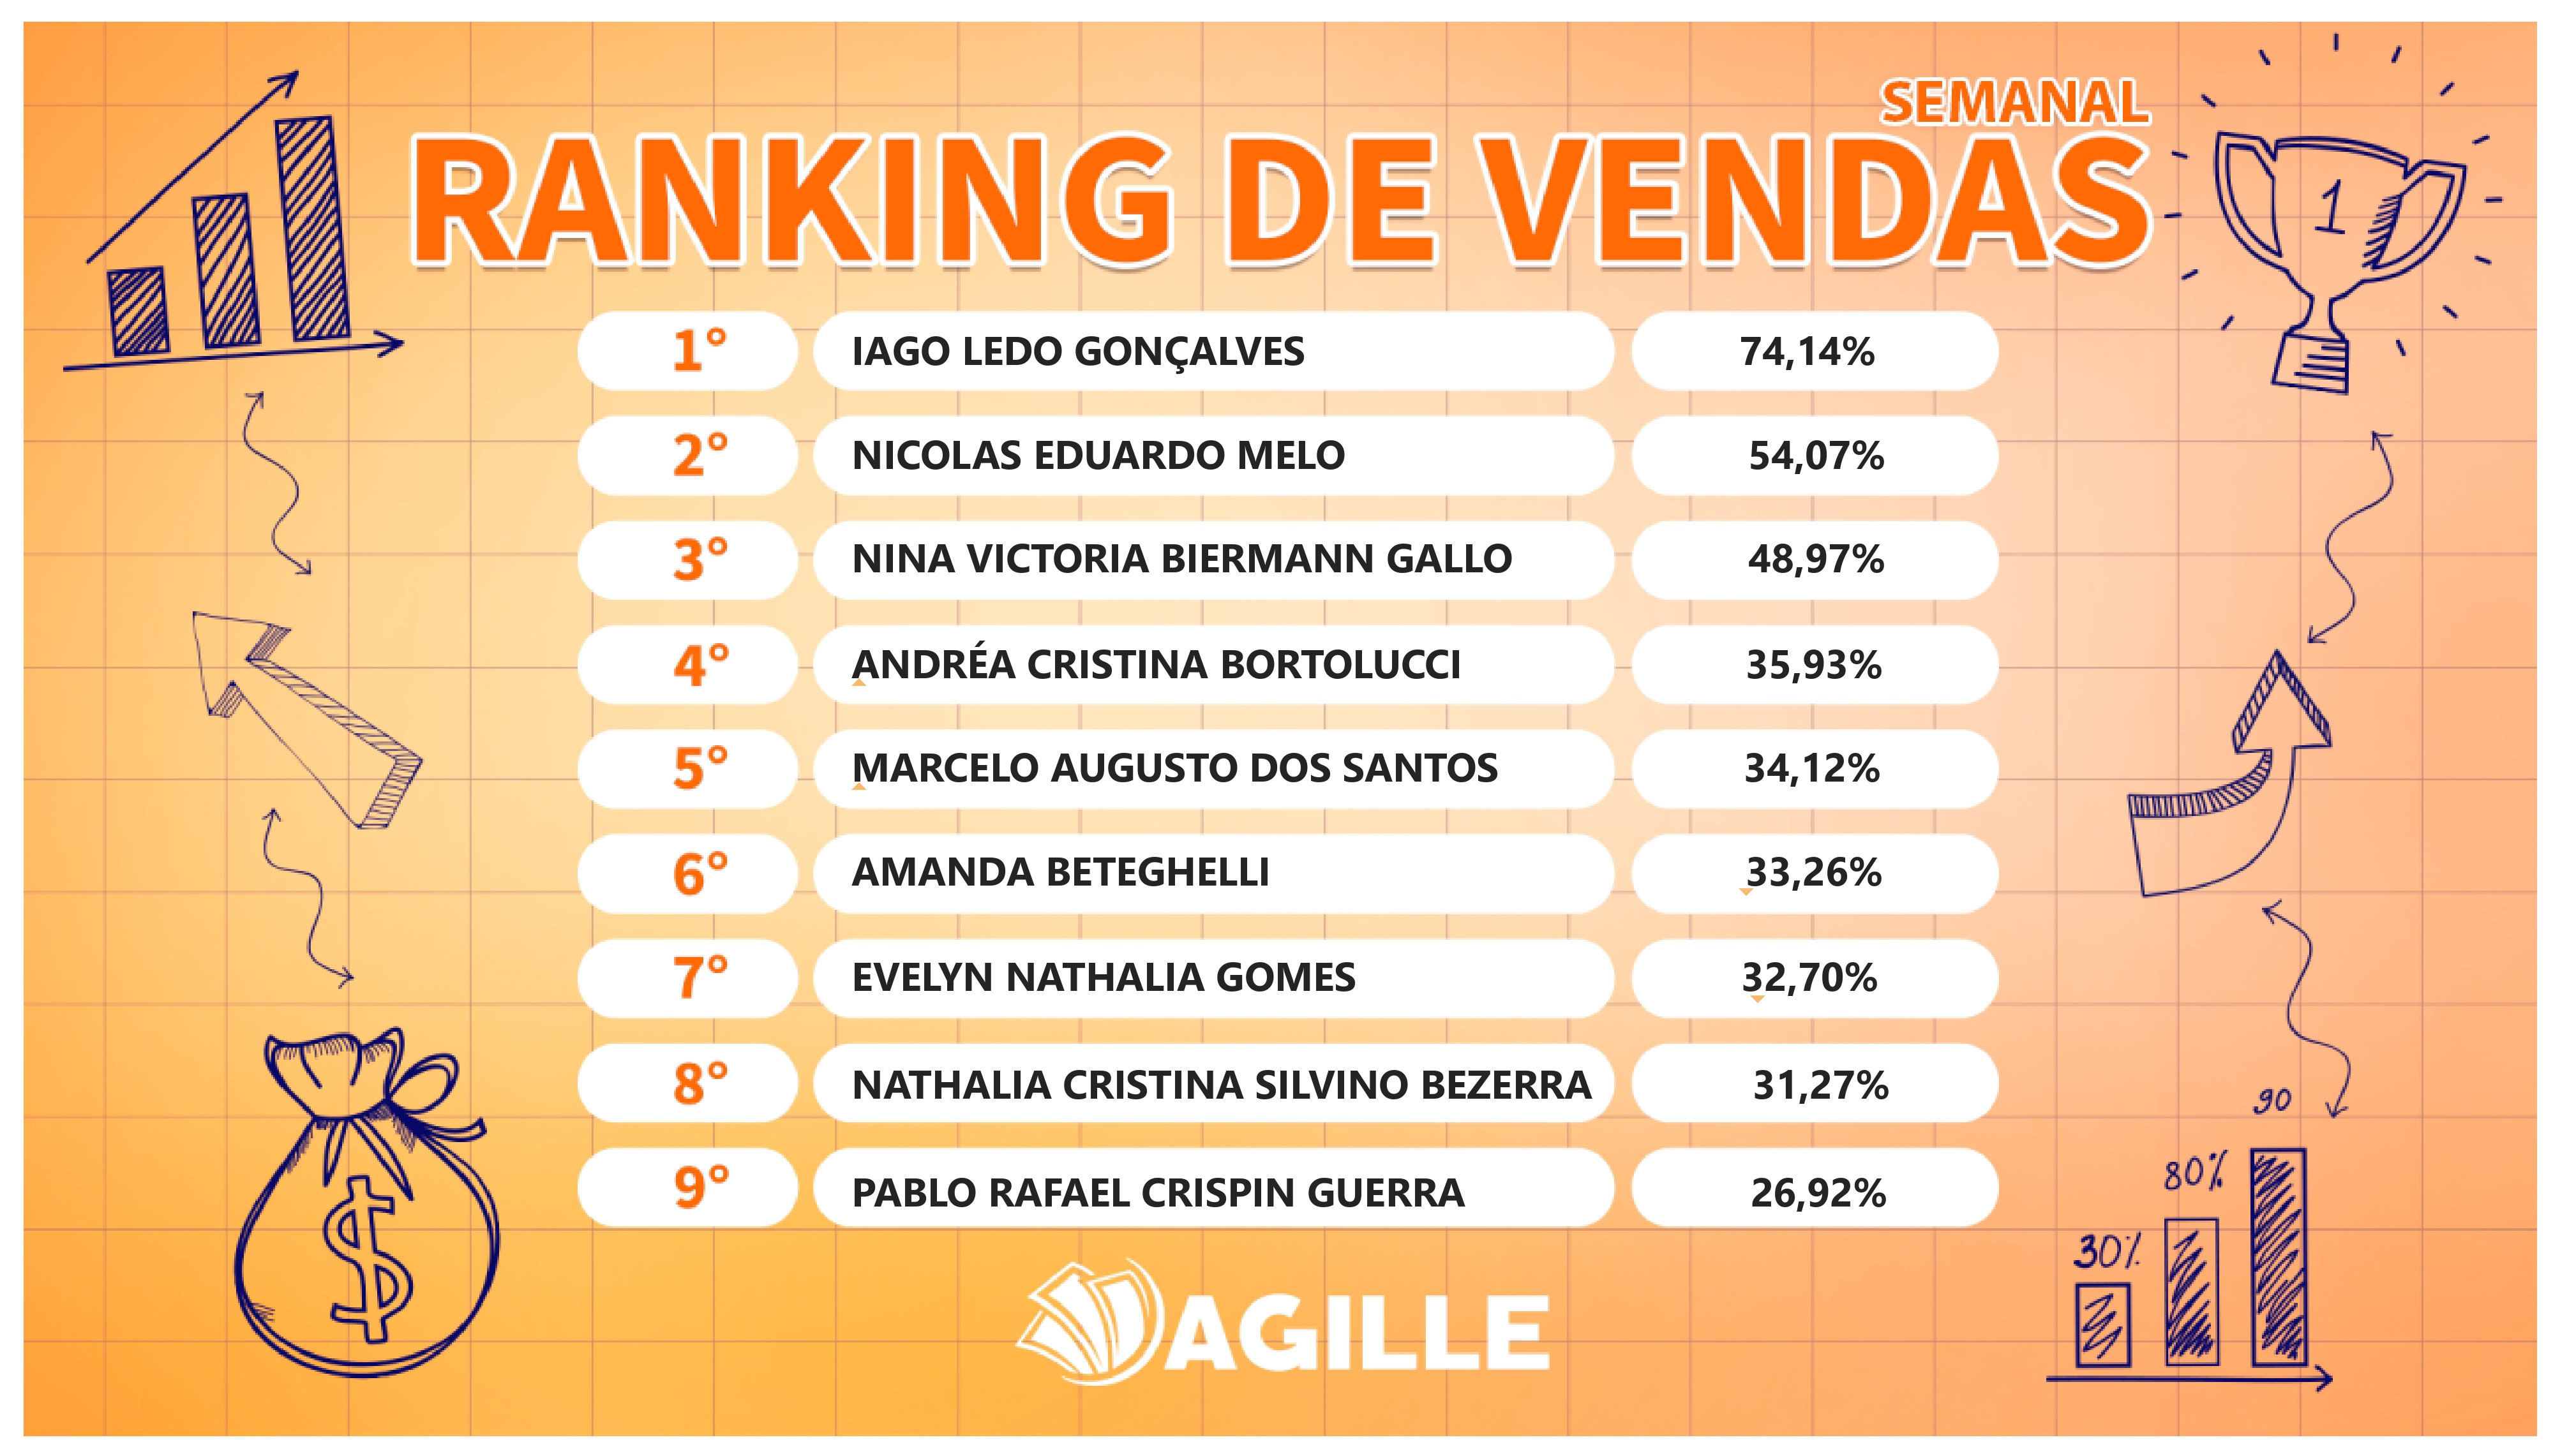 SEMANAL
RANKING DE VENDAS
1
1° IAGO LEDO GONÇALVES 74,14%
2° NICOLAS EDUARDO MELO 54,07%
3° NINA VICTORIA BIERMANN GALLO 48,97%
4° ANDRÉA CRISTINA BORTOLUCCI 35,93%
5° MARCELO AUGUSTO DOS SANTOS 34,12%
6° AMANDA BETEGHELLI 33,26%
7° EVELYN NATHALIA GOMES 32,70%
8° NATHALIA CRISTINA SILVINO BEZERRA 31,27%
9° PABLO RAFAEL CRISPIN GUERRA 26,92%
$
30% 80% 90
AGILLE